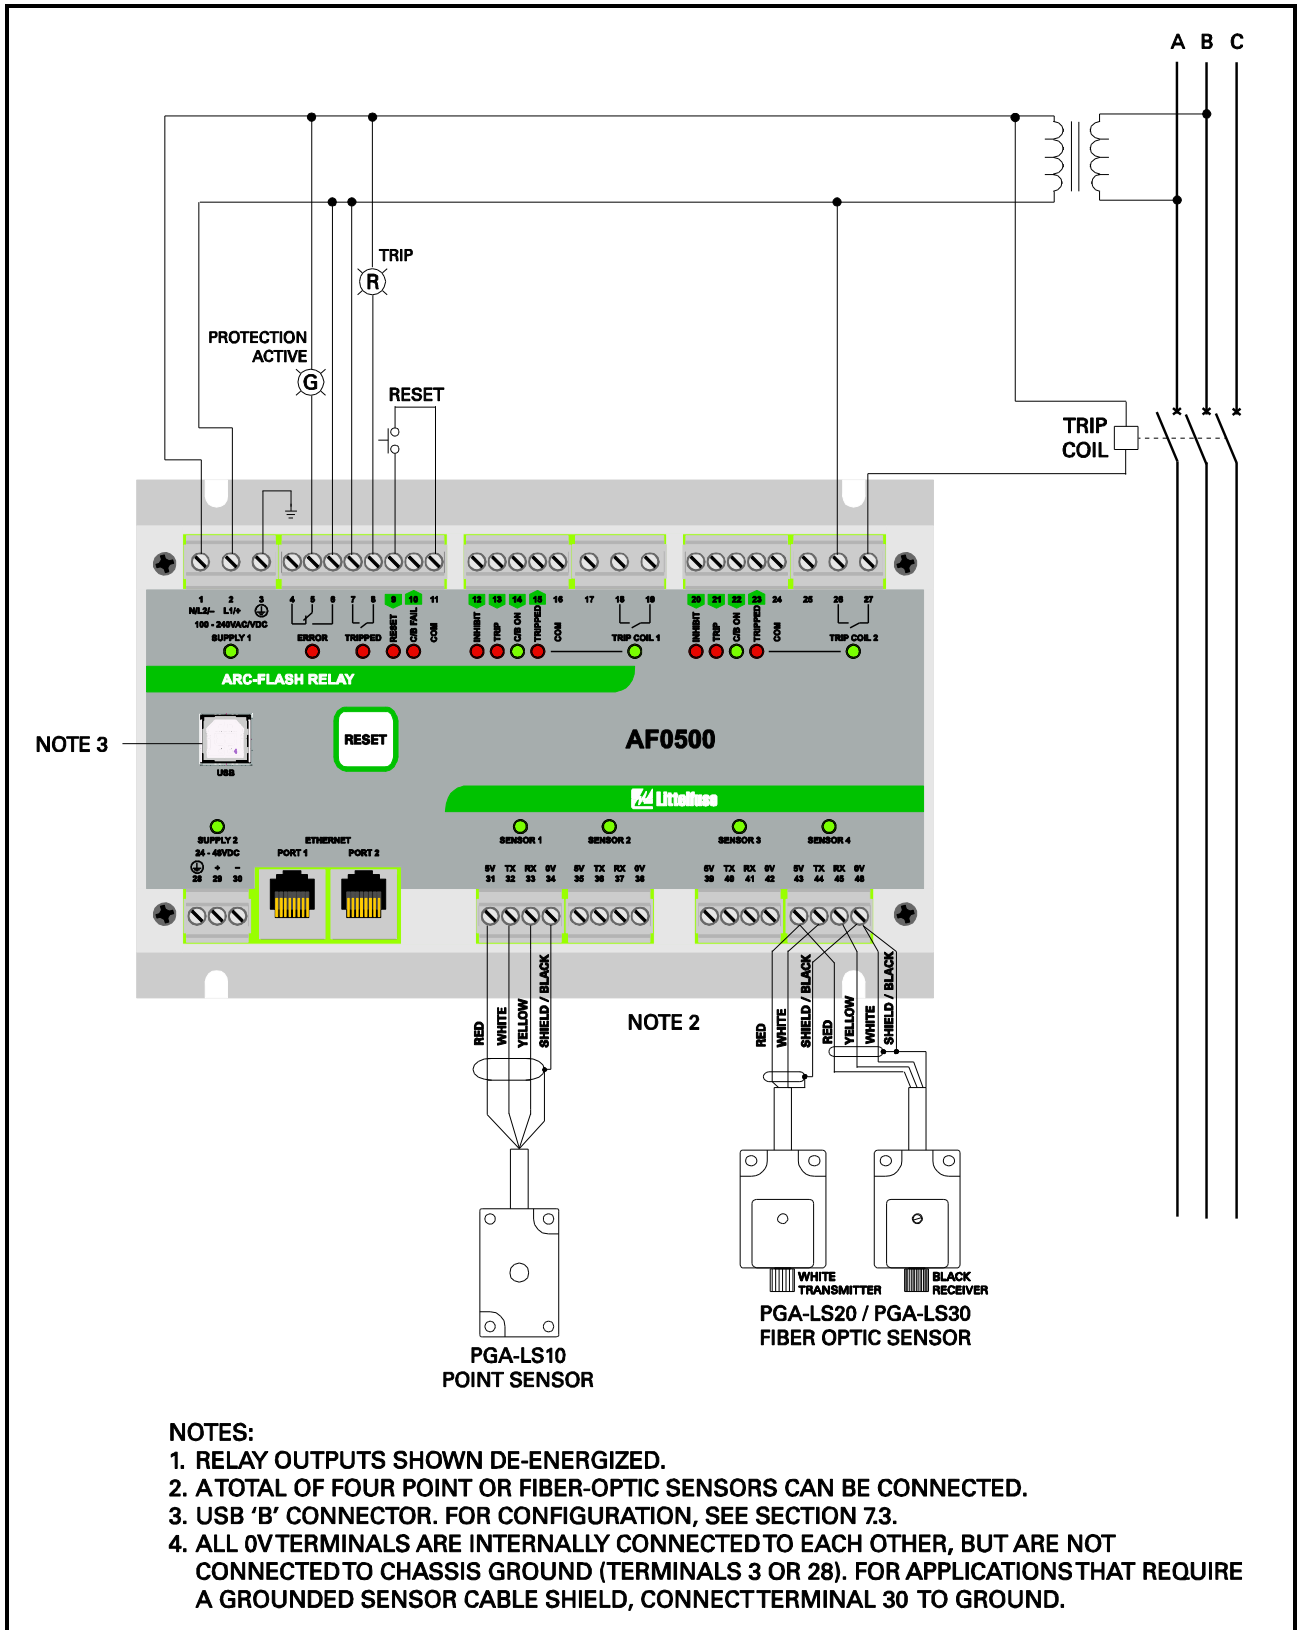 A B C
TRIP
R
PROTECTION
ACTIVE
G
RESET
TRIP
COIL
1 2 3 4 5 6 7 8 9 10 11 12 13 14 15 16 17 18 19 20 21 22 23 24 25 26 27
N/L2/– L1/+
100 - 240VAC/VDC
SUPPLY 1 ERROR TRIPPED RESET C/B FAIL COM INHIBIT TRIP C/B ON TRIPPED COM TRIP COIL 1 INHIBIT TRIP C/B ON TRIPPED COM TRIP COIL 2
ARC-FLASH RELAY
NOTE 3
RESET
AF0500
USB
Littelfuse
SUPPLY 2 ETHERNET SENSOR 1 SENSOR 2 SENSOR 3 SENSOR 4
24 - 48VDC PORT 1 PORT 2
+ – 5V TX RX 0V 5V TX RX 0V 5V TX RX 0V 5V TX RX 0V
28 29 30 31 32 33 34 35 36 37 38 39 40 41 42 43 44 45 46
RED WHITE YELLOW SHIELD / BLACK
NOTE 2
RED WHITE SHIELD / BLACK RED YELLOW WHITE SHIELD / BLACK
WHITE
TRANSMITTER
BLACK
RECEIVER
PGA-LS20 / PGA-LS30
FIBER OPTIC SENSOR
PGA-LS10
POINT SENSOR
NOTES:
1. RELAY OUTPUTS SHOWN DE-ENERGIZED.
2. A TOTAL OF FOUR POINT OR FIBER-OPTIC SENSORS CAN BE CONNECTED.
3. USB ‘B’ CONNECTOR. FOR CONFIGURATION, SEE SECTION 7.3.
4. ALL 0V TERMINALS ARE INTERNALLY CONNECTED TO EACH OTHER, BUT ARE NOT
CONNECTED TO CHASSIS GROUND (TERMINALS 3 OR 28). FOR APPLICATIONS THAT REQUIRE
A GROUNDED SENSOR CABLE SHIELD, CONNECT TERMINAL 30 TO GROUND.